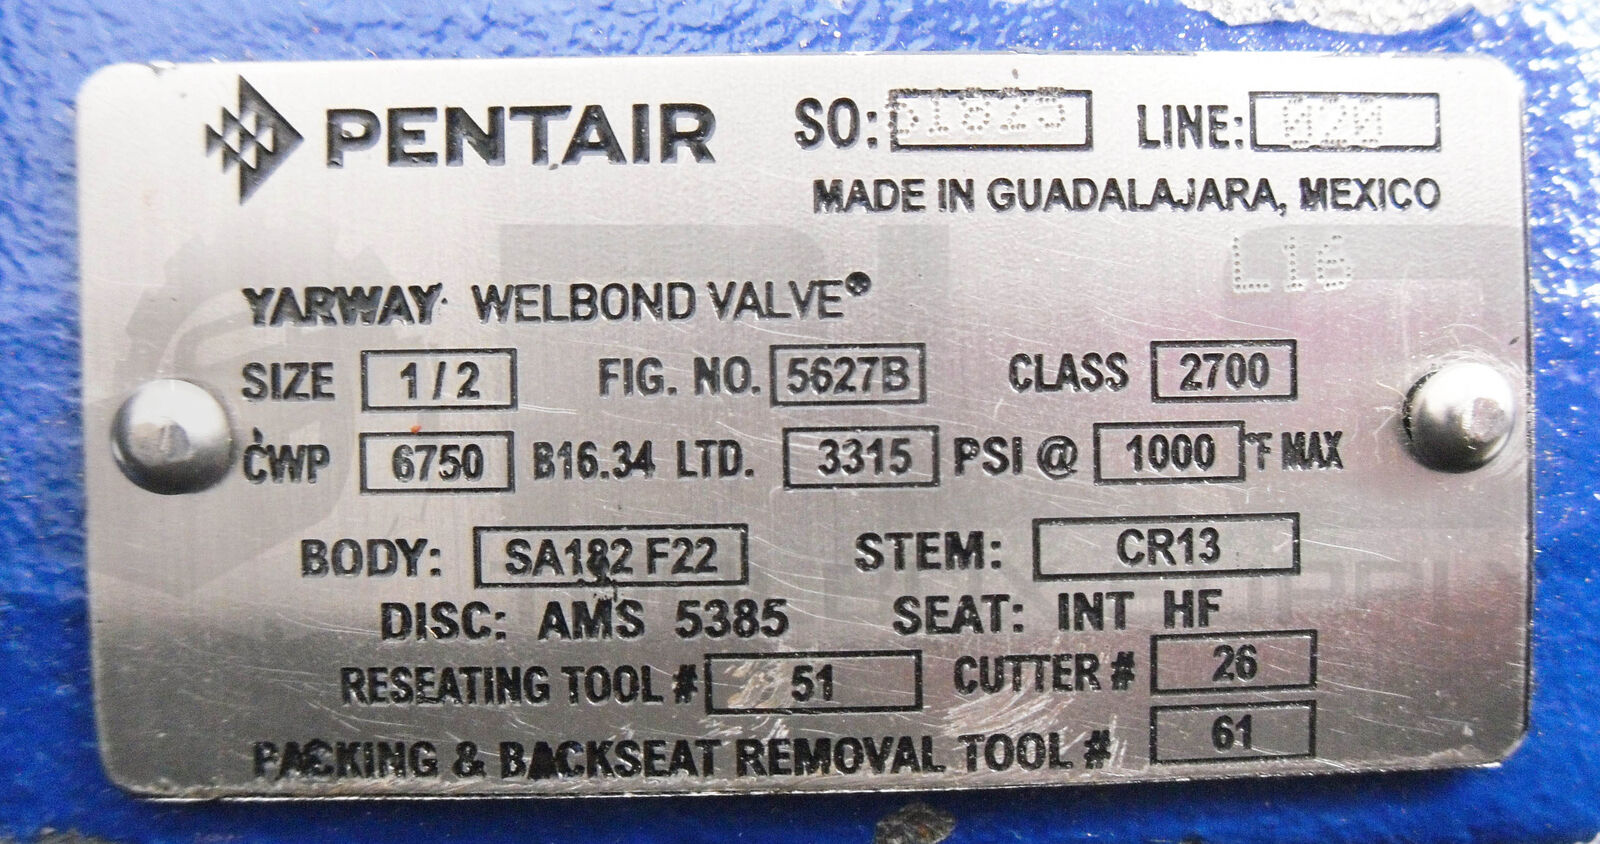 PENTAIR SO: 51823 LINE: 020
MADE IN GUADALAJARA, MEXICO
L16
YARWAY WELBOND VALVE®
SIZE 1/2 FIG. NO. 5627B CLASS 2700
CWP 6750 B16.34 LTD. 3315 PSI @ 1000 °F MAX
BODY: SA182 F22 STEM: CR13
DISC: AMS 5385 SEAT: INT HF
RESEATING TOOL # 51 CUTTER # 26
PACKING & BACKSEAT REMOVAL TOOL # 61